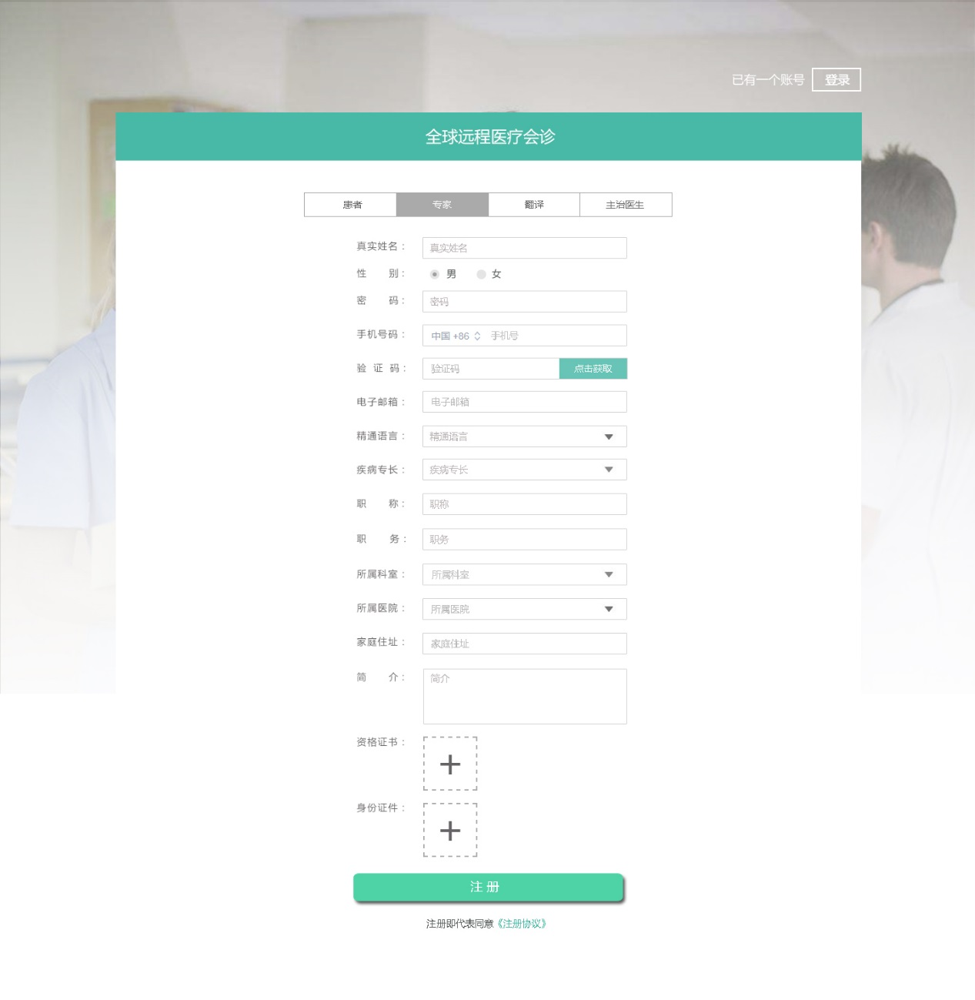 已有一个账号 登录
全球远程医疗会诊
患者 专家 翻译 主治医生
真实姓名： 真实姓名
性 别： 男 女
密 码： 密码
手机号码： 中国 +86 手机号
验 证 码： 验证码 点击获取
电子邮箱： 电子邮箱
精通语言： 精通语言
疾病专长： 疾病专长
职 称： 职称
职 务： 职务
所属科室： 所属科室
所属医院： 所属医院
家庭住址： 家庭住址
简 介： 简介
资格证书：
身份证件：
注 册
注册即代表同意《注册协议》